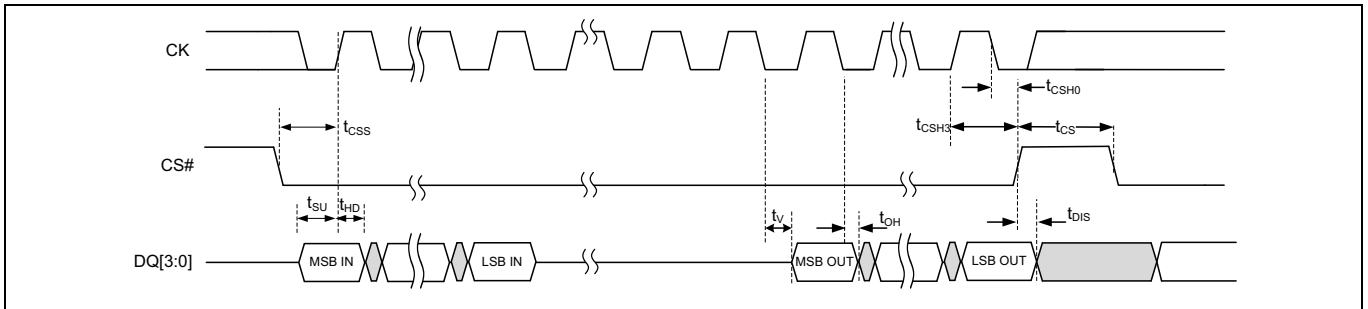 CK
tCSH0
tCSS
tCSH3
tCS
CS#
tSU
tHD
tV
tOH
tDIS
DQ[3:0]
MSB IN
LSB IN
MSB OUT
LSB OUT